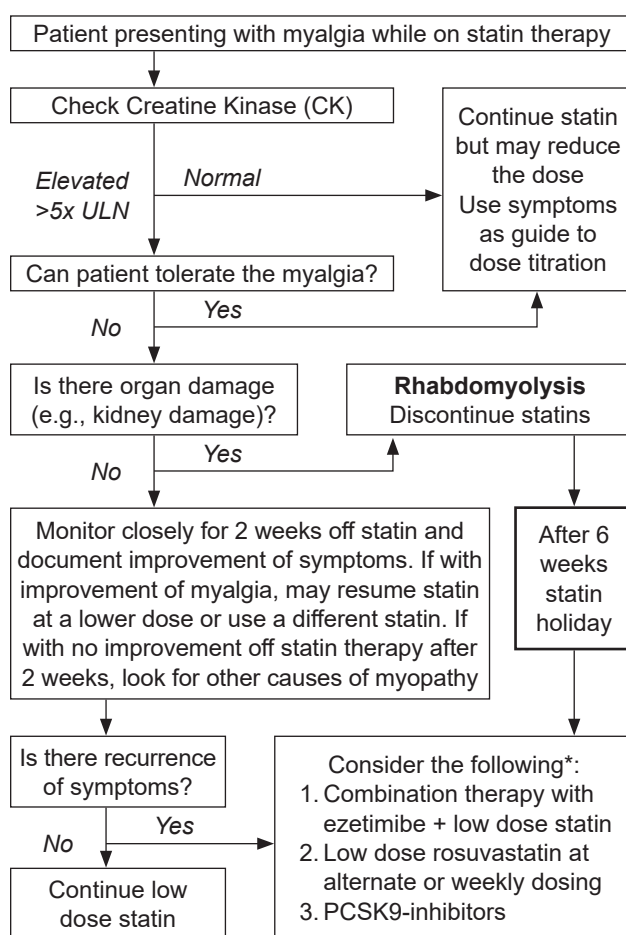 Patient presenting with myalgia while on statin therapy
Check Creatine Kinase (CK)
Continue statin
but may reduce
the dose
Use symptoms
as guide to
dose titration
Elevated
>5x ULN
Normal
Can patient tolerate the myalgia?
No
Yes
Is there organ damage
(e.g., kidney damage)?
Rhabdomyolysis
Discontinue statins
No
Yes
Monitor closely for 2 weeks off statin and
document improvement of symptoms. If with
improvement of myalgia, may resume statin
at a lower dose or use a different statin. If
with no improvement off statin therapy after
2 weeks, look for other causes of myopathy
After 6
weeks
statin
holiday
Is there recurrence
of symptoms?
No
Yes
Continue low
dose statin
Consider the following*:
1. Combination therapy with
ezetimibe + low dose statin
2. Low dose rosuvastatin at
alternate or weekly dosing
3. PCSK9-inhibitors